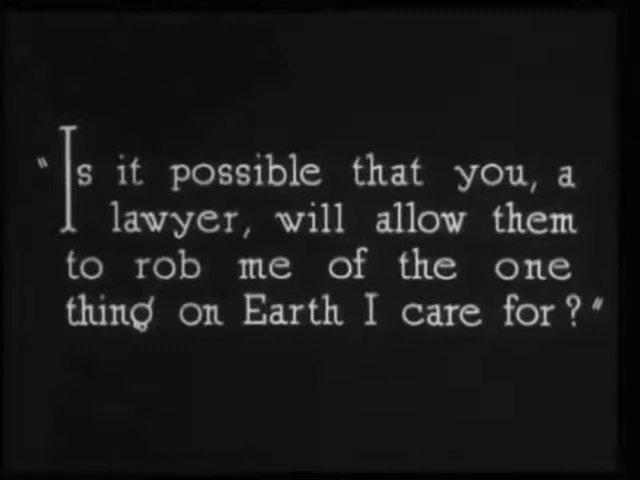 "Is it possible that you, a
lawyer, will allow them
to rob me of the one
thing on Earth I care for?"